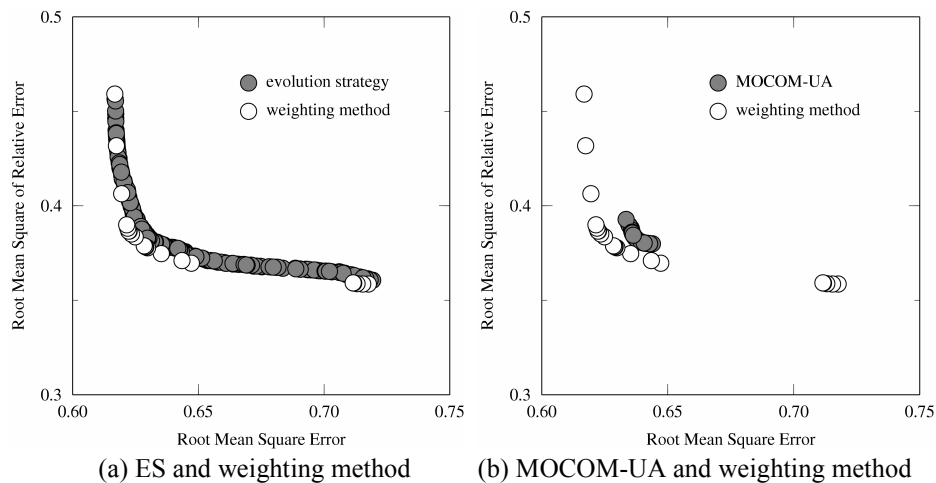 0.5
0.4
0.3
0.60
0.65
0.70
0.75
Root Mean Square of Relative Error
Root Mean Square Error
evolution strategy
weighting method
(a) ES and weighting method
0.5
0.4
0.3
0.60
0.65
0.70
0.75
Root Mean Square of Relative Error
Root Mean Square Error
MOCOM-UA
weighting method
(b) MOCOM-UA and weighting method